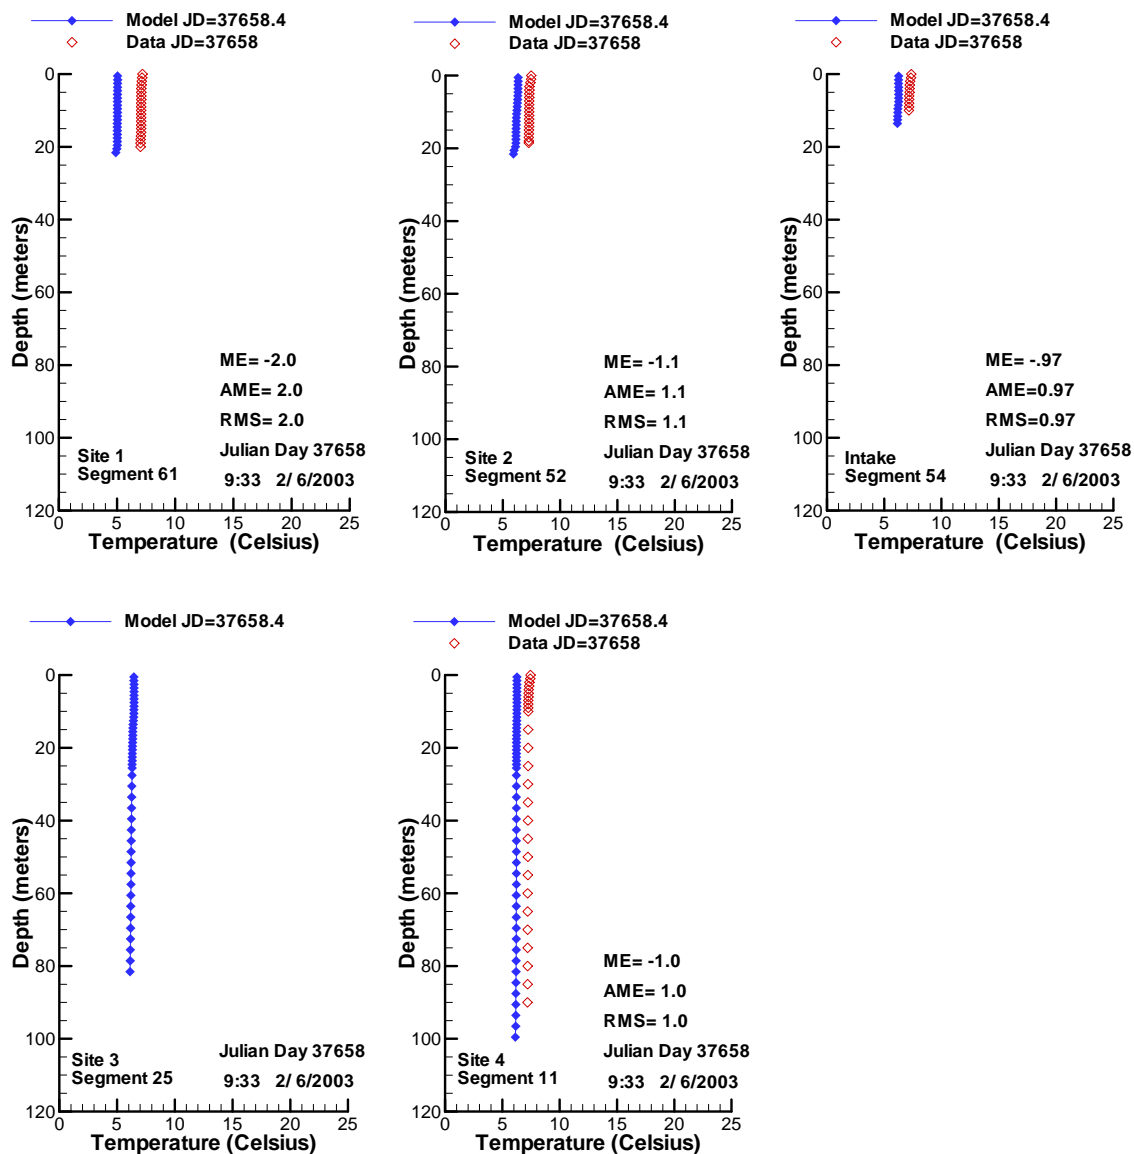 Model JD=37658.4
Data JD=37658
0
20
40
60
80
100
120
Depth (meters)
ME= -2.0
AME= 2.0
RMS= 2.0
Julian Day 37658
9:33 2/ 6/2003
Site 1
Segment 61
0 5 10 15 20 25
Temperature (Celsius)
Model JD=37658.4
Data JD=37658
0
20
40
60
80
100
120
Depth (meters)
ME= -1.1
AME= 1.1
RMS= 1.1
Julian Day 37658
9:33 2/ 6/2003
Site 2
Segment 52
0 5 10 15 20 25
Temperature (Celsius)
Model JD=37658.4
Data JD=37658
0
20
40
60
80
100
120
Depth (meters)
ME= -.97
AME=0.97
RMS=0.97
Julian Day 37658
9:33 2/ 6/2003
Intake
Segment 54
0 5 10 15 20 25
Temperature (Celsius)
Model JD=37658.4
0
20
40
60
80
100
120
Depth (meters)
Julian Day 37658
9:33 2/ 6/2003
Site 3
Segment 25
0 5 10 15 20 25
Temperature (Celsius)
Model JD=37658.4
Data JD=37658
0
20
40
60
80
100
120
Depth (meters)
ME= -1.0
AME= 1.0
RMS= 1.0
Julian Day 37658
9:33 2/ 6/2003
Site 4
Segment 11
0 5 10 15 20 25
Temperature (Celsius)